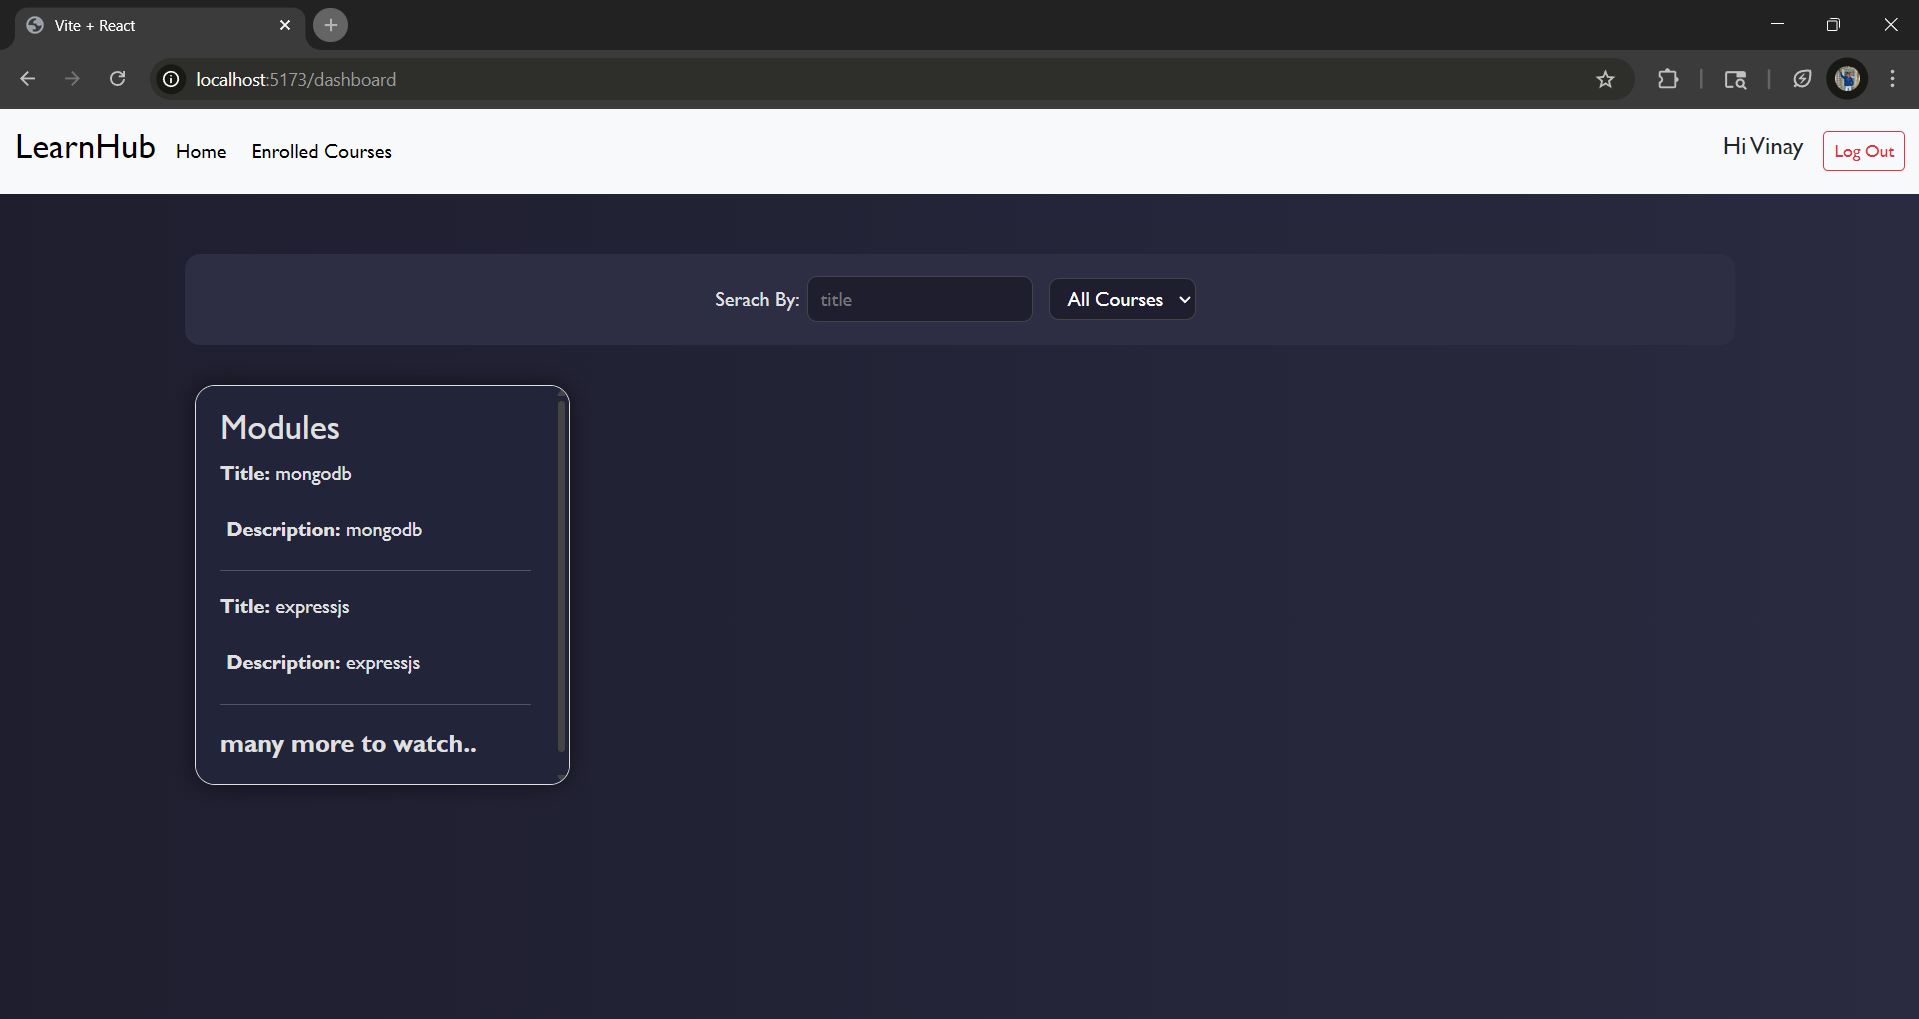 Vite + React
localhost:5173/dashboard
LearnHub Home Enrolled Courses Hi Vinay Log Out
Serach By: title All Courses
Modules
Title: mongodb
Description: mongodb
Title: expressjs
Description: expressjs
many more to watch..